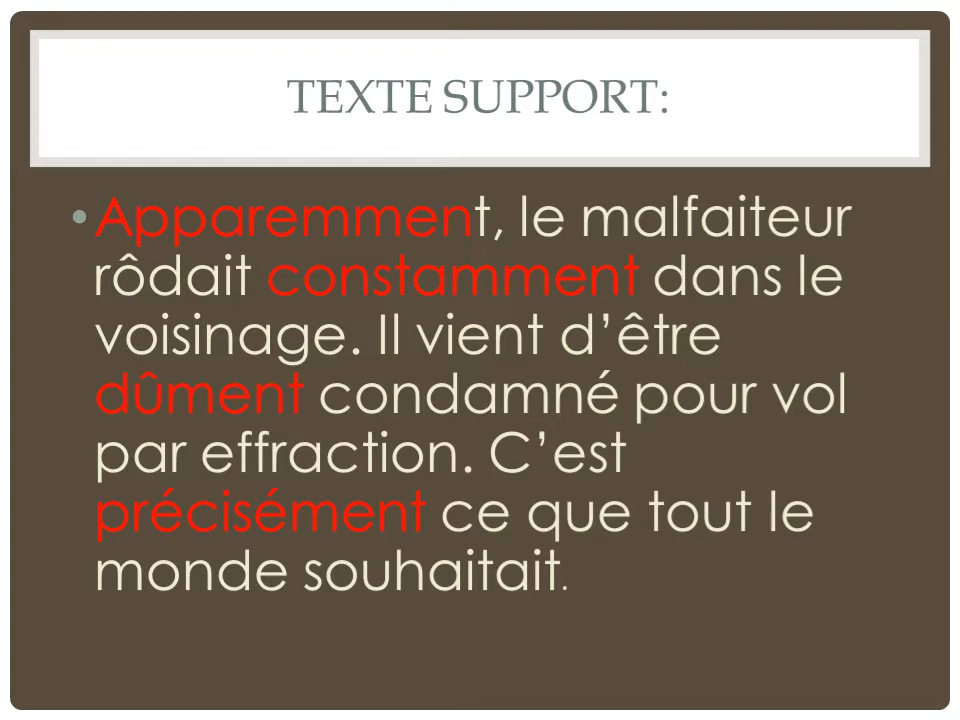 TEXTE SUPPORT:
•Apparemment, le malfaiteur
rôdait constamment dans le
voisinage. Il vient d’être
dûment condamné pour vol
par effraction. C’est
précisément ce que tout le
monde souhaitait.